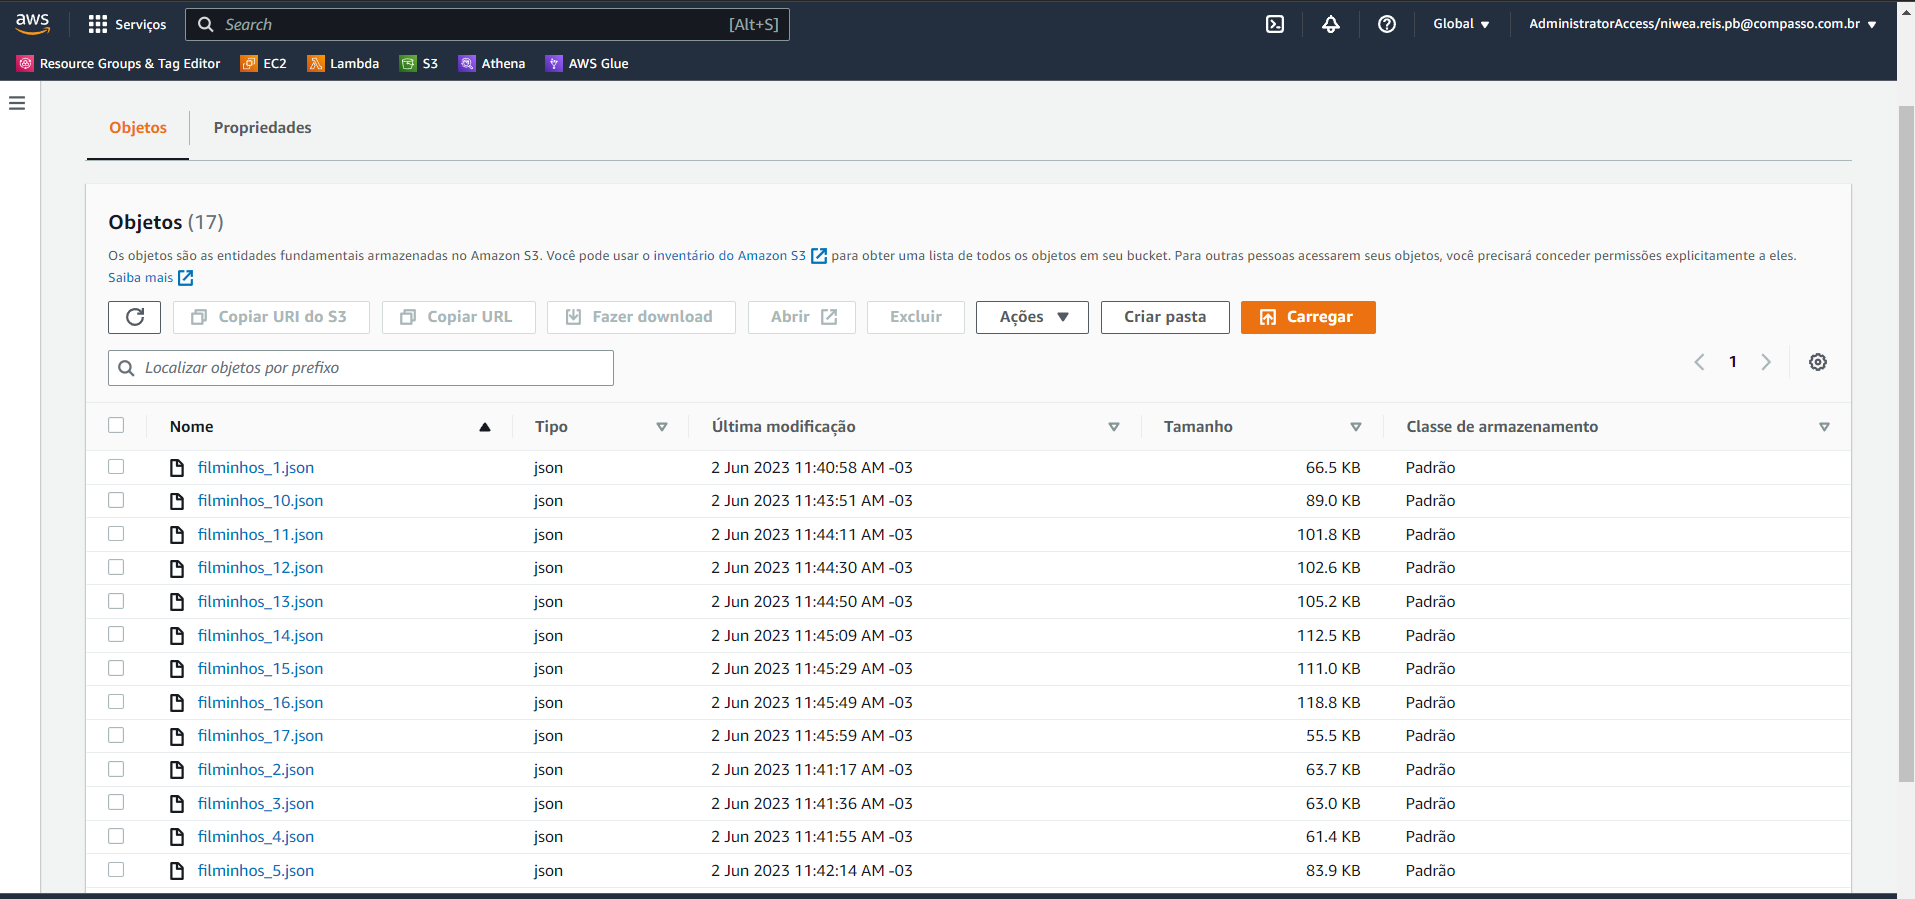 aws Serviços Search [Alt+S] Global AdministratorAccess/niwea.reis.pb@compasso.com.br
Resource Groups & Tag Editor EC2 Lambda S3 Athena AWS Glue
Objetos Propriedades
Objetos (17)
Os objetos são as entidades fundamentais armazenadas no Amazon S3. Você pode usar o inventário do Amazon S3 para obter uma lista de todos os objetos em seu bucket. Para outras pessoas acessarem seus objetos, você precisará conceder permissões explicitamente a eles.
Saiba mais
Copiar URI do S3 Copiar URL Fazer download Abrir Excluir Ações Criar pasta Carregar
Localizar objetos por prefixo 1
Nome Tipo Última modificação Tamanho Classe de armazenamento
filminhos_1.json json 2 Jun 2023 11:40:58 AM -03 66.5 KB Padrão
filminhos_10.json json 2 Jun 2023 11:43:51 AM -03 89.0 KB Padrão
filminhos_11.json json 2 Jun 2023 11:44:11 AM -03 101.8 KB Padrão
filminhos_12.json json 2 Jun 2023 11:44:30 AM -03 102.6 KB Padrão
filminhos_13.json json 2 Jun 2023 11:44:50 AM -03 105.2 KB Padrão
filminhos_14.json json 2 Jun 2023 11:45:09 AM -03 112.5 KB Padrão
filminhos_15.json json 2 Jun 2023 11:45:29 AM -03 111.0 KB Padrão
filminhos_16.json json 2 Jun 2023 11:45:49 AM -03 118.8 KB Padrão
filminhos_17.json json 2 Jun 2023 11:45:59 AM -03 55.5 KB Padrão
filminhos_2.json json 2 Jun 2023 11:41:17 AM -03 63.7 KB Padrão
filminhos_3.json json 2 Jun 2023 11:41:36 AM -03 63.0 KB Padrão
filminhos_4.json json 2 Jun 2023 11:41:55 AM -03 61.4 KB Padrão
filminhos_5.json json 2 Jun 2023 11:42:14 AM -03 83.9 KB Padrão